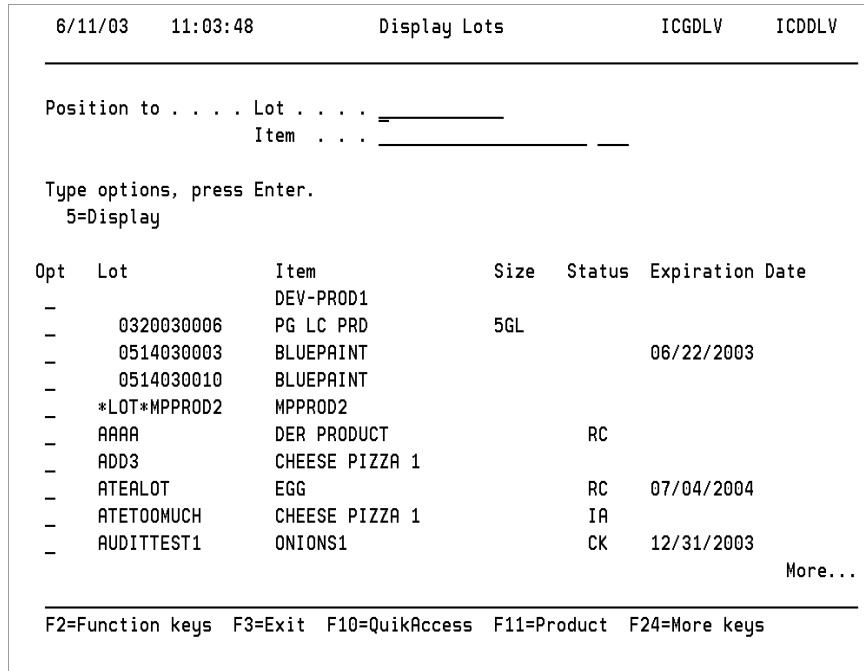 6/11/03 11:03:48 Display Lots ICGDLV ICDDLV
Position to . . . . Lot . . . . _
Item . . .
Type options, press Enter.
5=Display
Opt Lot Item Size Status Expiration Date
_ DEV-PROD1
_ 0320030006 PG LC PRD 5GL
_ 0514030003 BLUEPAINT 06/22/2003
_ 0514030010 BLUEPAINT
_ *LOT*MPPROD2 MPPROD2
_ AAAA DER PRODUCT RC
_ ADD3 CHEESE PIZZA 1
_ ATEALOT EGG RC 07/04/2004
_ ATETOOMUCH CHEESE PIZZA 1 IA
_ AUDITTEST1 ONIONS1 CK 12/31/2003
More...
F2=Function keys F3=Exit F10=QuikAccess F11=Product F24=More keys